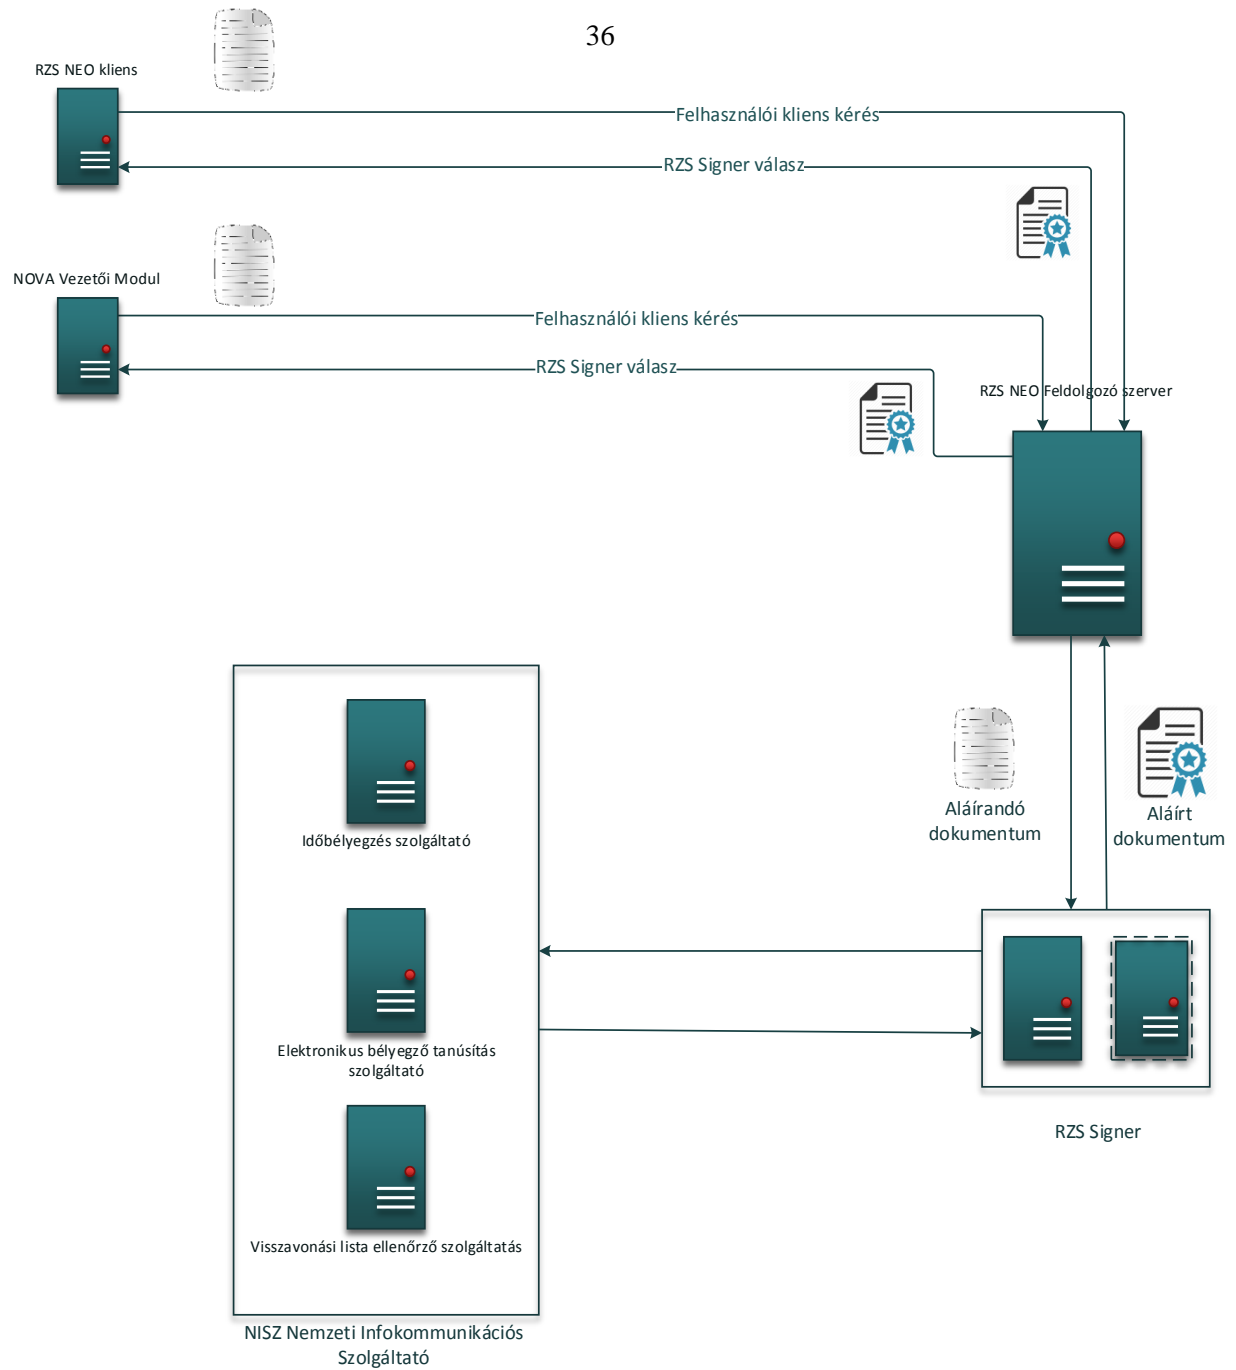 36
RZS NEO kliens
Felhasználói kliens kérés
RZS Signer válasz
NOVA Vezetői Modul
Felhasználói kliens kérés
RZS Signer válasz
RZS NEO Feldolgozó szerver
Aláírandó
dokumentum
Aláírt
dokumentum
Időbélyegzés szolgáltató
Elektronikus bélyegző tanúsítás
szolgáltató
RZS Signer
Visszavonási lista ellenőrző szolgáltatás
NISZ Nemzeti Infokommunikációs
Szolgáltató